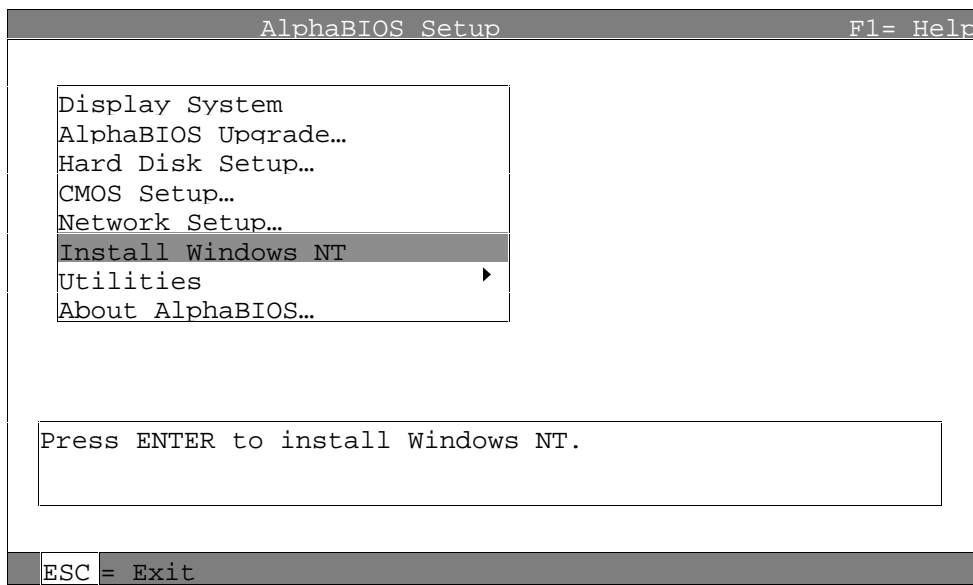 AlphaBIOS Setup F1= Help
Display System
AlphaBIOS Upgrade…
Hard Disk Setup…
CMOS Setup…
Network Setup…
Install Windows NT
Utilities
About AlphaBIOS…
Press ENTER to install Windows NT.
ESC = Exit